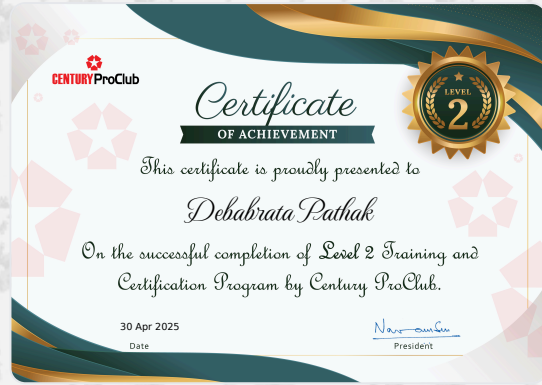 CENTURY ProClub
Certificate
OF ACHIEVEMENT
LEVEL
2
This certificate is proudly presented to
Debabrata Pathak
On the successful completion of Level 2 Training and
Certification Program by Century ProClub.
30 Apr 2025
Date
President